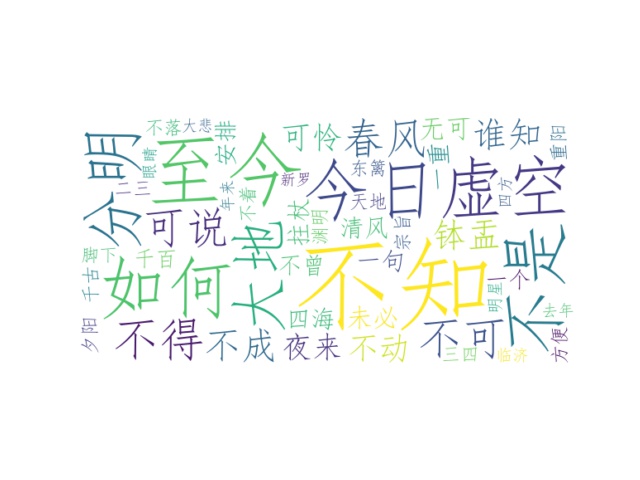 不落
大悲
安排
可怜
春风
无可
谁知
重阳
分明
眼睛
至今
新罗
东篱
一重
今日
虚空
二三
年来
不着
拄杖
渊明
天地
四方
可说
大地
清风
宗旨
钵盂
不是
脚下
千百
不曾
一句
千古
如何
不知
明星
一个
四海
未必
去年
夕阳
不得
不成
夜来
不动
不可
三四
临济
方便